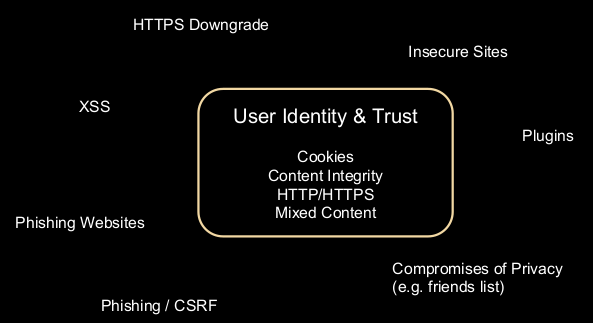 HTTPS Downgrade
Insecure Sites
XSS
User Identity & Trust
Plugins
Cookies
Content Integrity
HTTP/HTTPS
Mixed Content
Phishing Websites
Compromises of Privacy
(e.g. friends list)
Phishing / CSRF